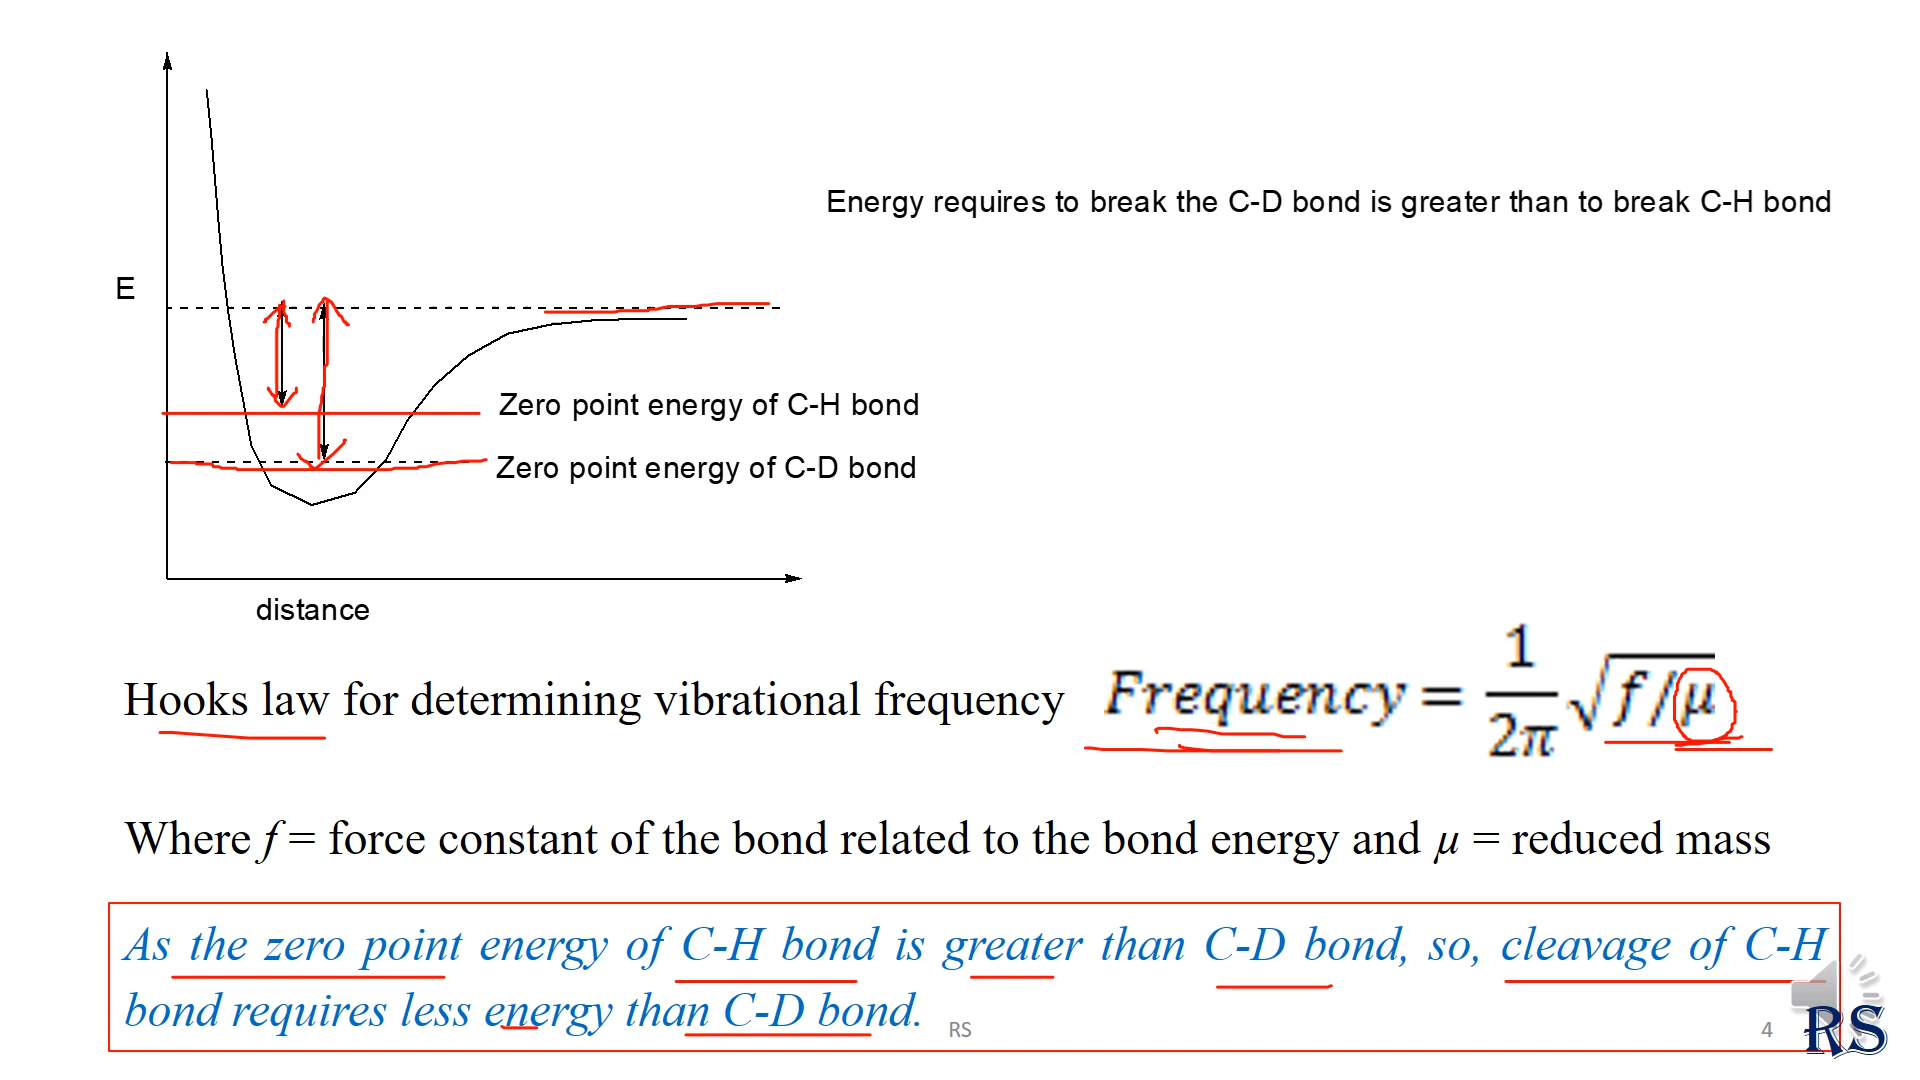 Energy requires to break the C-D bond is greater than to break C-H bond
E
Zero point energy of C-H bond
Zero point energy of C-D bond
distance
Hooks law for determining vibrational frequency
Frequency = 1/2π √f/μ
Where f = force constant of the bond related to the bond energy and μ = reduced mass
As the zero point energy of C-H bond is greater than C-D bond, so, cleavage of C-H
bond requires less energy than C-D bond.
RS
4
RS